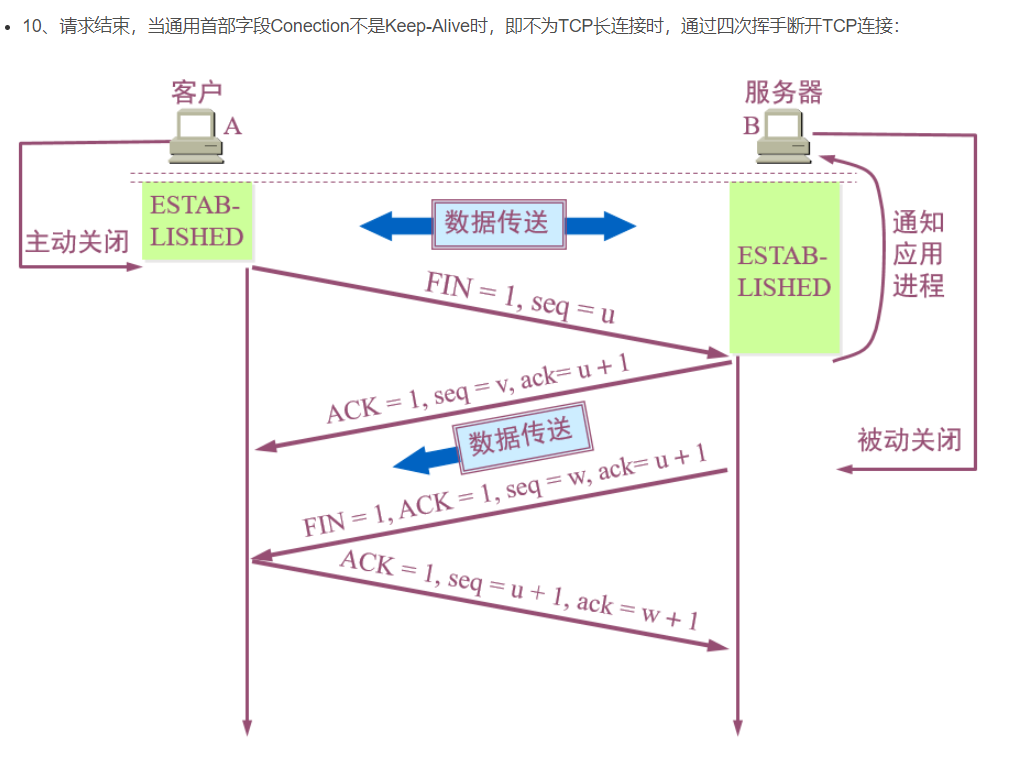 10、请求结束，当通用首部字段Conection不是Keep-Alive时，即不为TCP长连接时，通过四次挥手断开TCP连接：
客户
A
服务器
B
ESTAB-
LISHED
主动关闭
数据传送
ESTAB-
LISHED
通知
应用
进程
FIN = 1, seq = u
ACK = 1, seq = v, ack= u + 1
数据传送
被动关闭
FIN = 1, ACK = 1, seq = w, ack= u + 1
ACK = 1, seq = u + 1, ack = w + 1